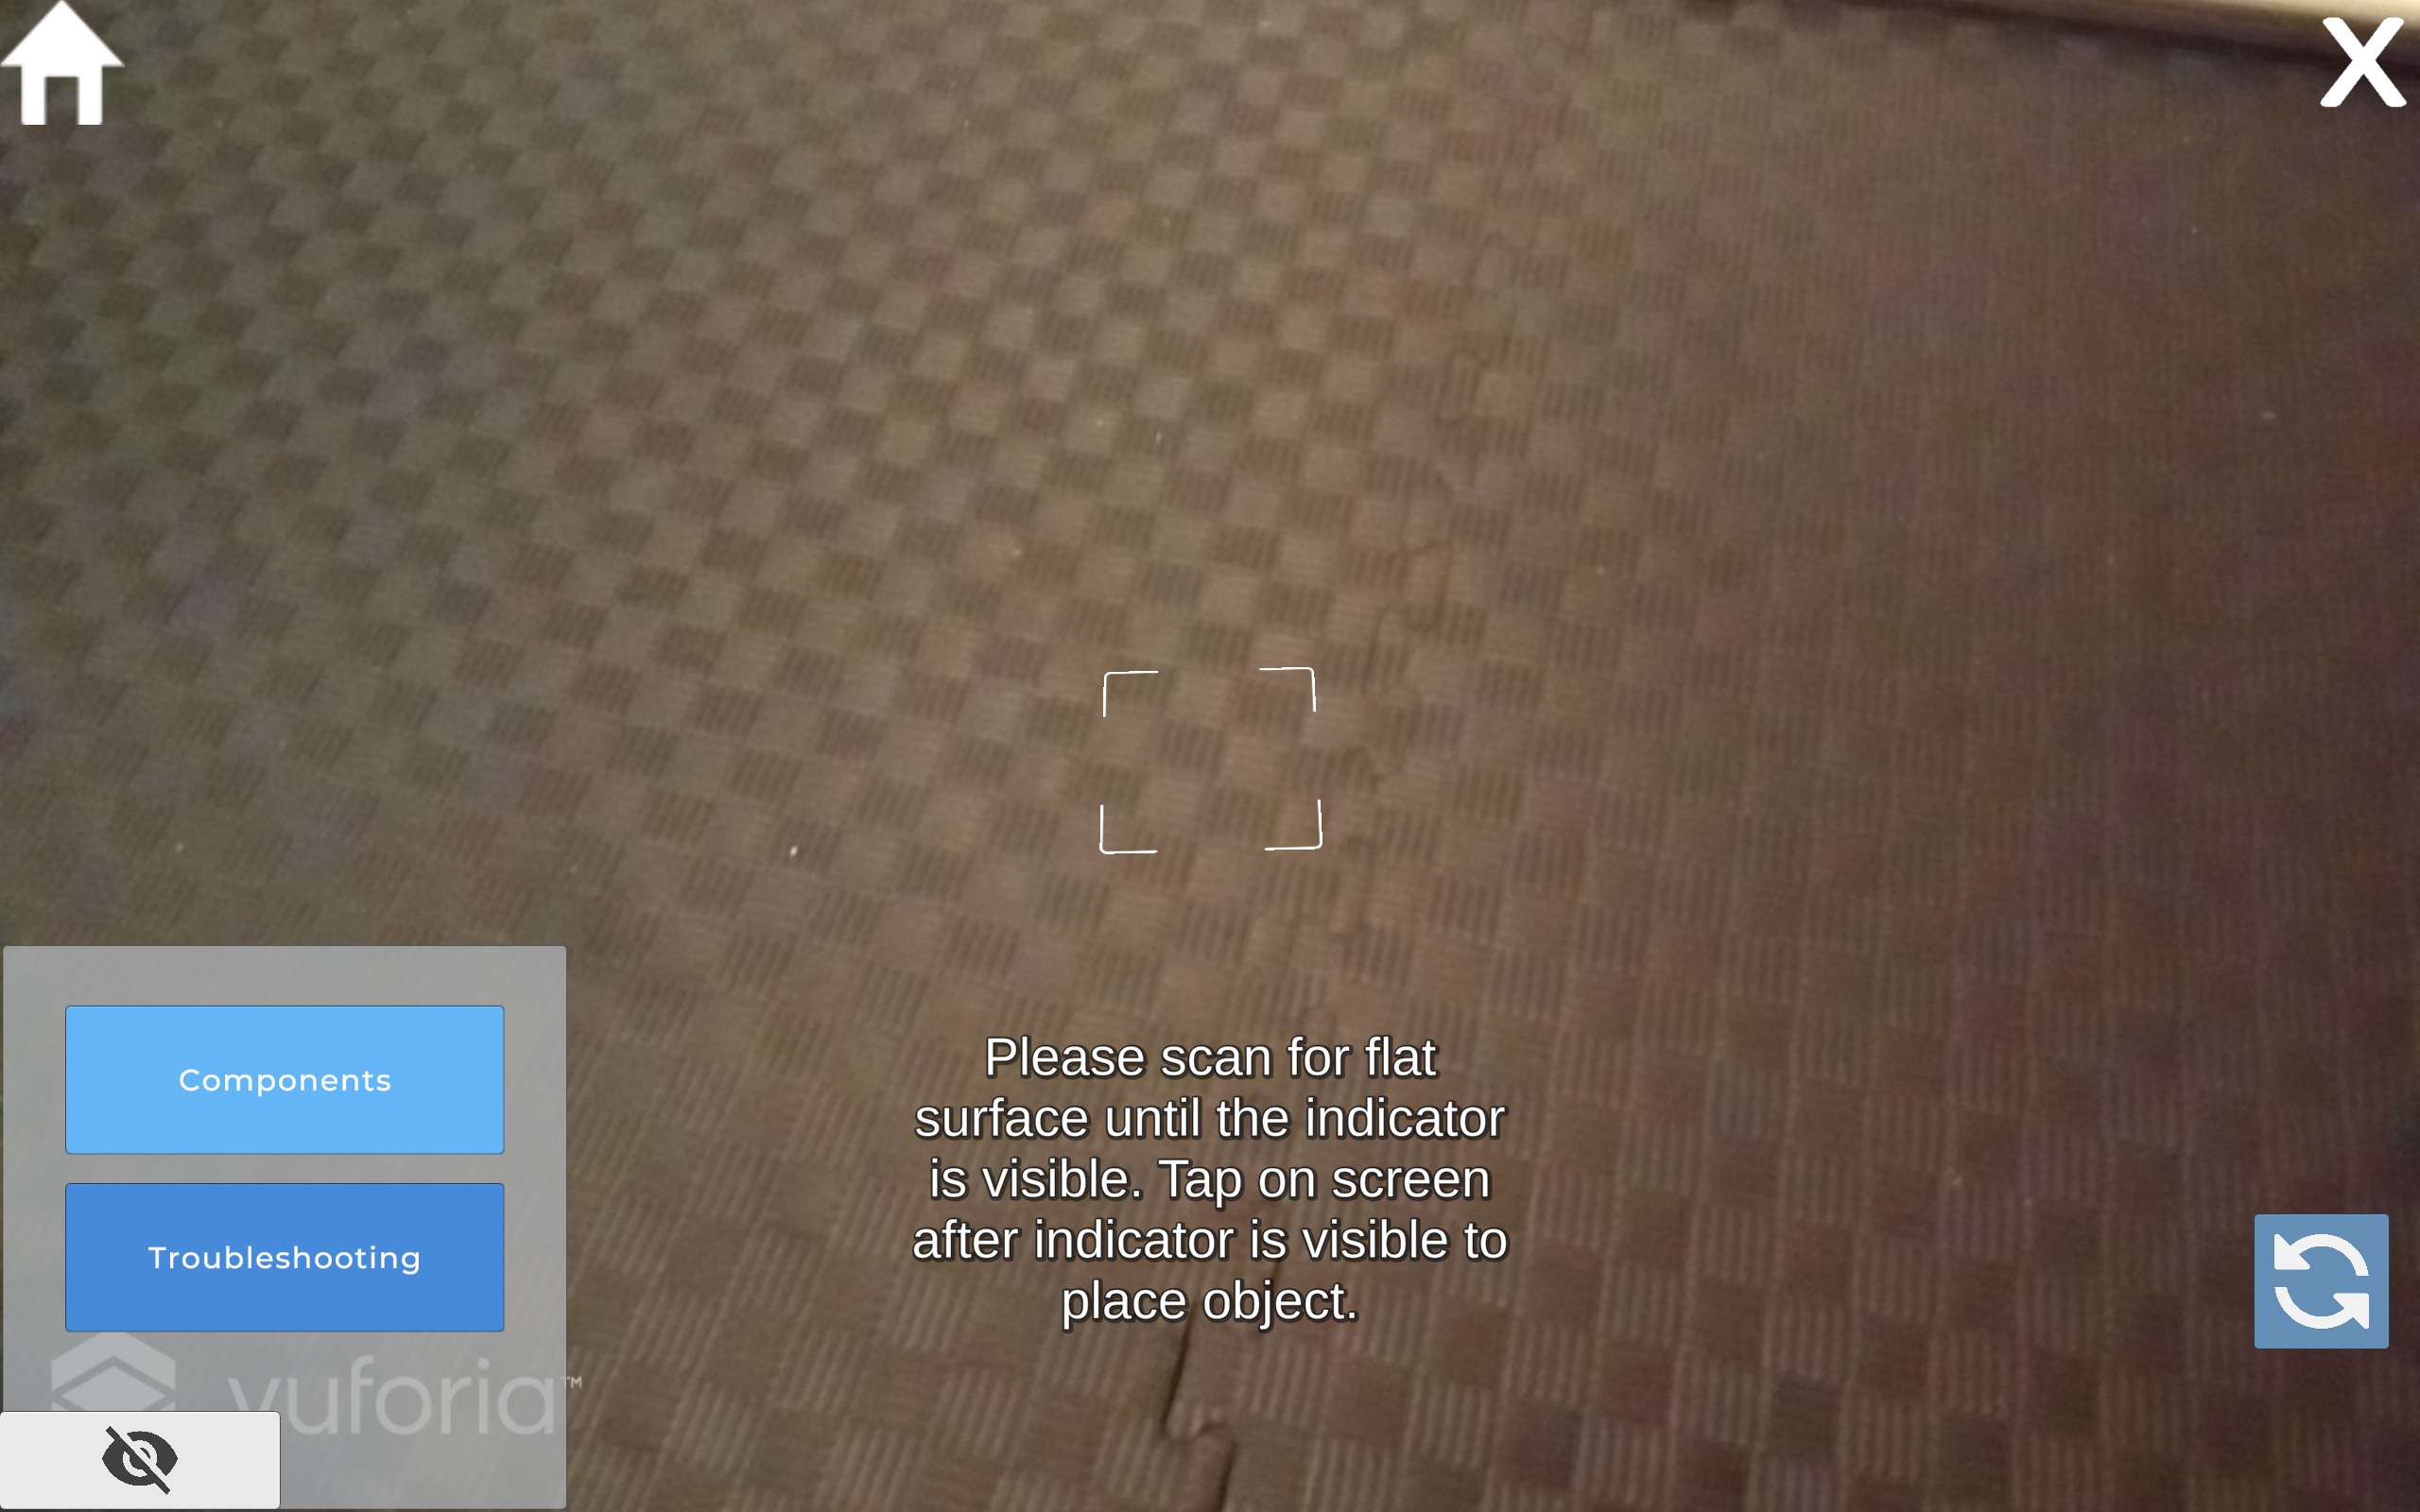 Components
Troubleshooting
Please scan for flat
surface until the indicator
is visible. Tap on screen
after indicator is visible to
place object.
vuforia™